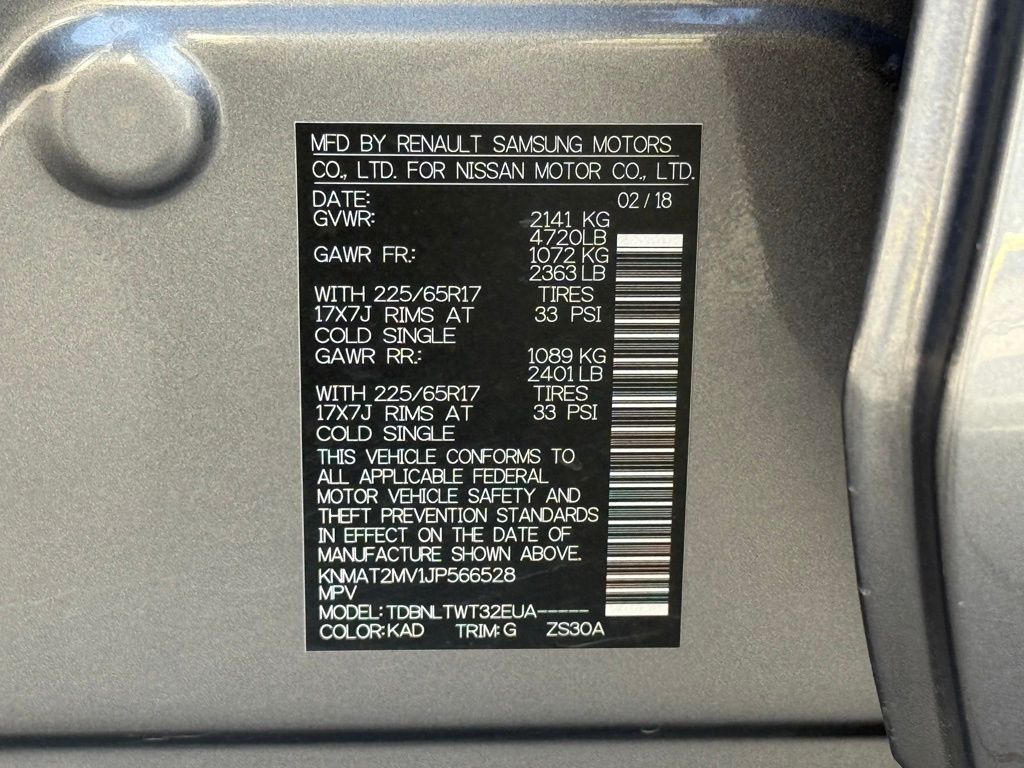 MFD BY RENAULT SAMSUNG MOTORS
CO., LTD. FOR NISSAN MOTOR CO., LTD.
DATE: 02 / 18
GVWR: 2141 KG
4720LB
GAWR FR.: 1072 KG
2363 LB
WITH 225/65R17 TIRES
17X7J RIMS AT 33 PSI
COLD SINGLE
GAWR RR.: 1089 KG
2401 LB
WITH 225/65R17 TIRES
17X7J RIMS AT 33 PSI
COLD SINGLE
THIS VEHICLE CONFORMS TO
ALL APPLICABLE FEDERAL
MOTOR VEHICLE SAFETY AND
THEFT PREVENTION STANDARDS
IN EFFECT ON THE DATE OF
MANUFACTURE SHOWN ABOVE.
KNMAT2MV1JP566528
MPV
MODEL: TDBNLTWT32EUA-----
COLOR: KAD TRIM: G ZS30A